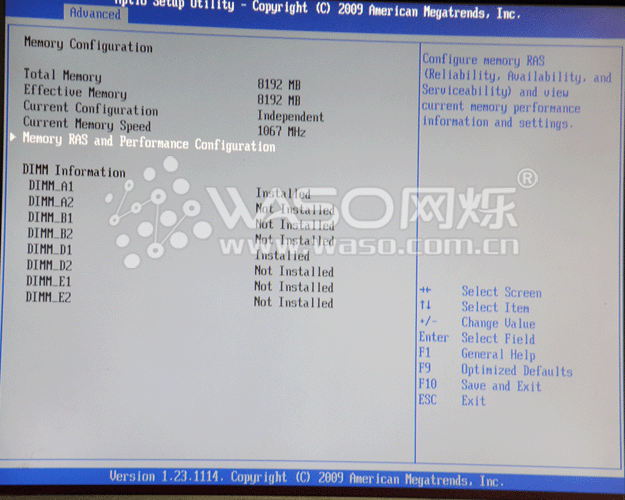 Aptio Setup Utility - Copyright (C) 2009 American Megatrends, Inc.
Advanced
Memory Configuration
Total Memory 8192 MB
Effective Memory 8192 MB
Current Configuration Independent
Current Memory Speed 1067 MHz
Memory RAS and Performance Configuration
DIMM Information
DIMM_A1 Installed
DIMM_A2 Not Installed
DIMM_B1 Not Installed
DIMM_B2 Not Installed
DIMM_D1 Installed
DIMM_D2 Not Installed
DIMM_E1 Not Installed
DIMM_E2 Not Installed
Configure memory RAS
(Reliability, Availability, and
Serviceability) and view
current memory performance
information and settings.
→← Select Screen
↑↓ Select Item
+/- Change Value
Enter Select Field
F1 General Help
F9 Optimized Defaults
F10 Save and Exit
ESC Exit
Version 1.23.1114. Copyright (C) 2009 American Megatrends, Inc.
WASO网烁®
www.waso.com.cn